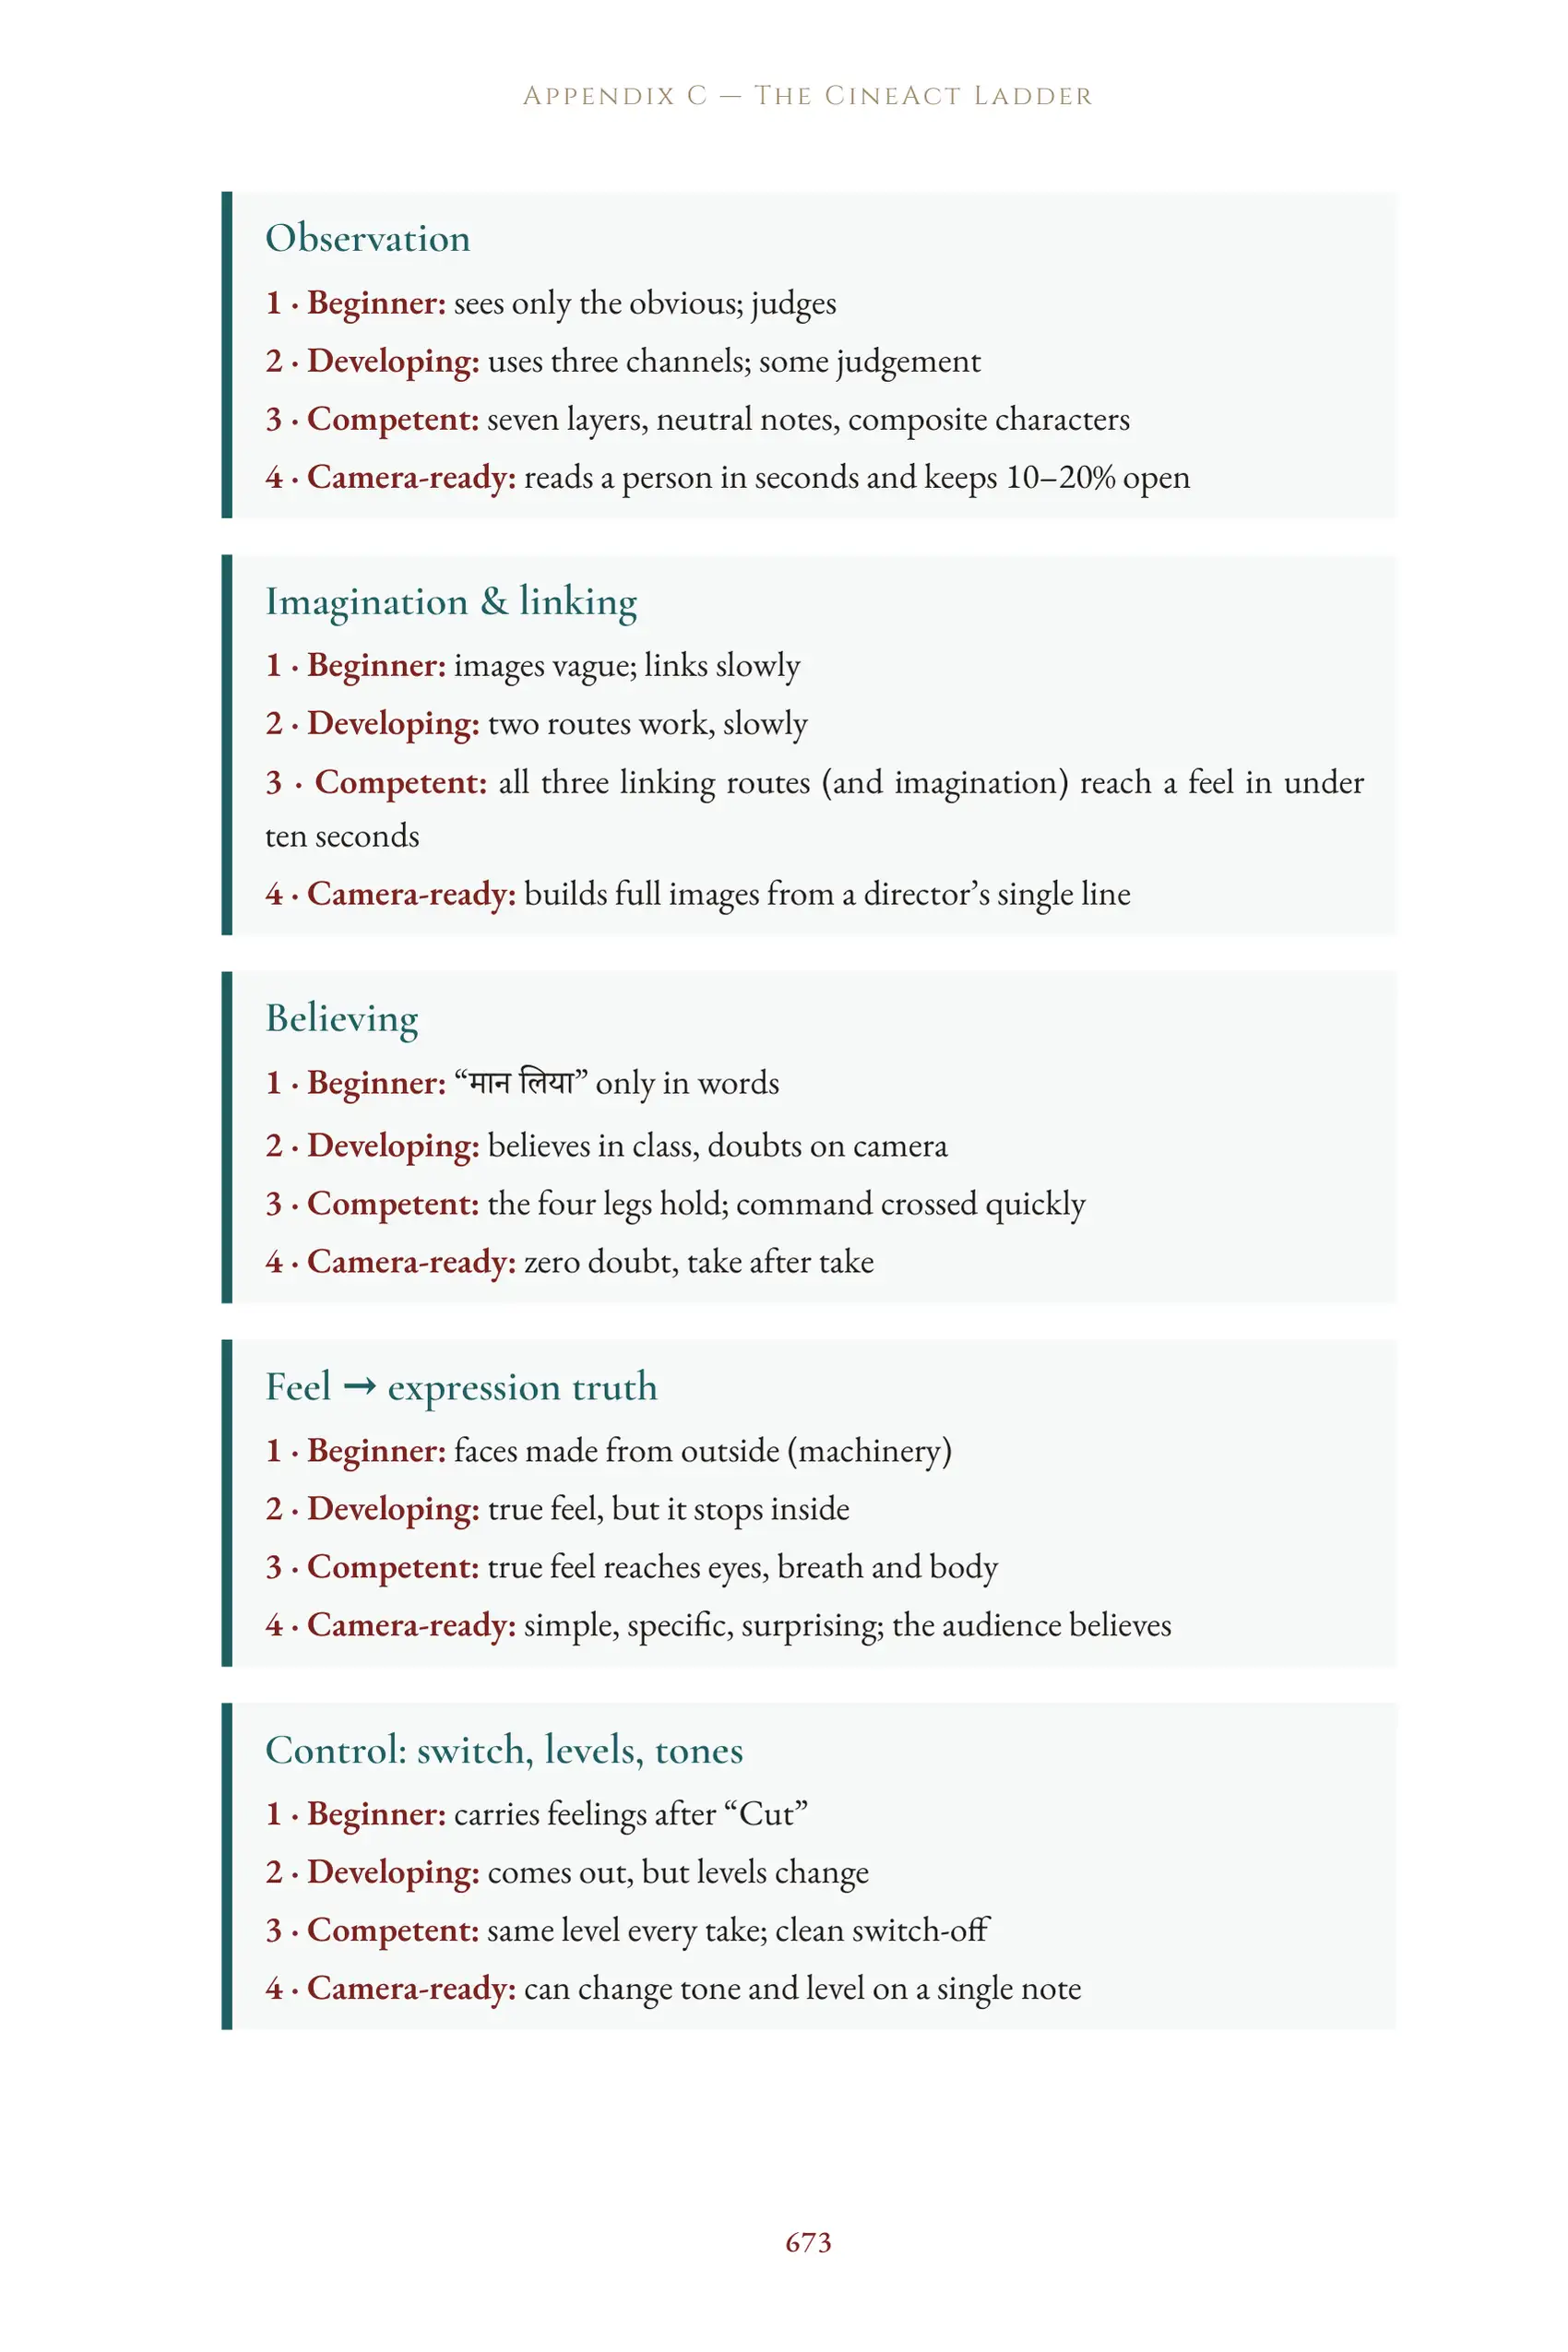 Appendix C — The CineAct Ladder
Observation
1 · Beginner: sees only the obvious; judges
2 · Developing: uses three channels; some judgement
3 · Competent: seven layers, neutral notes, composite characters
4 · Camera-ready: reads a person in seconds and keeps 10–20% open
Imagination & linking
1 · Beginner: images vague; links slowly
2 · Developing: two routes work, slowly
3 · Competent: all three linking routes (and imagination) reach a feel in under
ten seconds
4 · Camera-ready: builds full images from a director’s single line
Believing
1 · Beginner: “मान लिया” only in words
2 · Developing: believes in class, doubts on camera
3 · Competent: the four legs hold; command crossed quickly
4 · Camera-ready: zero doubt, take after take
Feel → expression truth
1 · Beginner: faces made from outside (machinery)
2 · Developing: true feel, but it stops inside
3 · Competent: true feel reaches eyes, breath and body
4 · Camera-ready: simple, specific, surprising; the audience believes
Control: switch, levels, tones
1 · Beginner: carries feelings after “Cut”
2 · Developing: comes out, but levels change
3 · Competent: same level every take; clean switch-off
4 · Camera-ready: can change tone and level on a single note
673